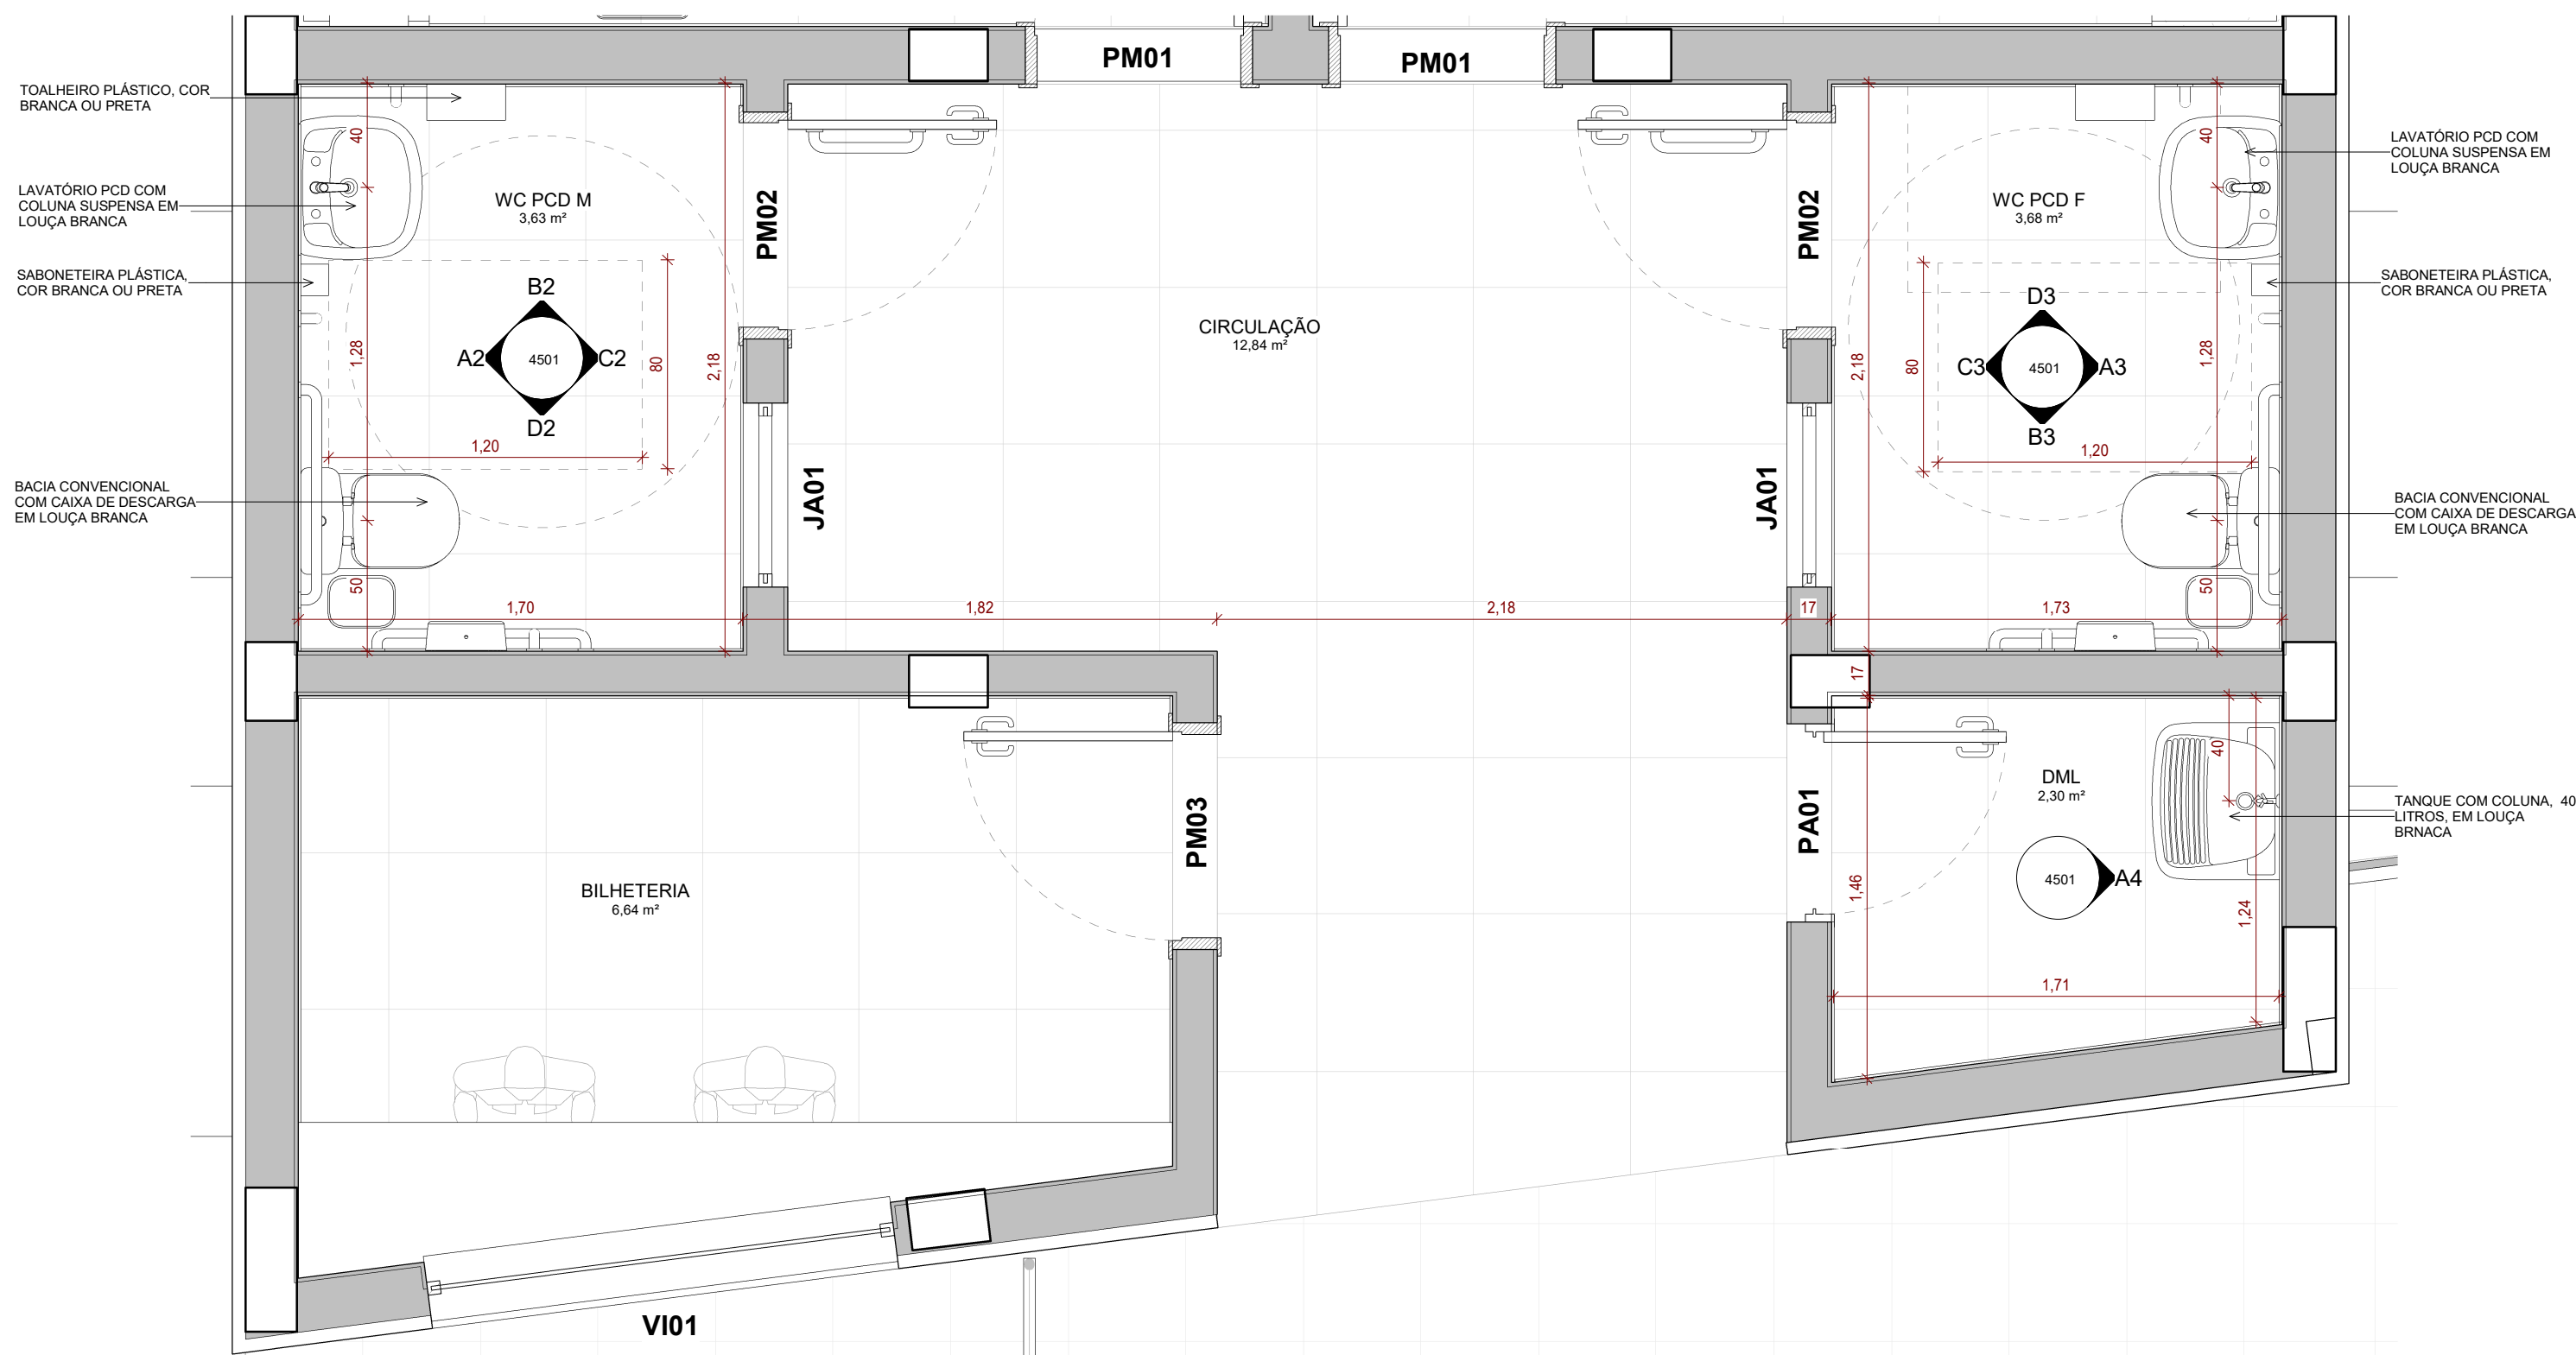 PM01
PM01
TOALHEIRO PLÁSTICO, COR
BRANCA OU PRETA
LAVATÓRIO PCD COM
COLUNA SUSPENSA EM
LOUÇA BRANCA
SABONETEIRA PLÁSTICA,
COR BRANCA OU PRETA
BACIA CONVENCIONAL
COM CAIXA DE DESCARGA
EM LOUÇA BRANCA
40
1,28
50
WC PCD M
3,63 m²
B2
A2
4501
C2
D2
80
1,20
2,18
1,70
PM02
JA01
CIRCULAÇÃO
12,84 m²
1,82
2,18
17
PM02
JA01
WC PCD F
3,68 m²
D3
C3
4501
A3
B3
2,18
80
1,20
40
1,28
50
1,73
LAVATÓRIO PCD COM
COLUNA SUSPENSA EM
LOUÇA BRANCA
SABONETEIRA PLÁSTICA,
COR BRANCA OU PRETA
BACIA CONVENCIONAL
COM CAIXA DE DESCARGA
EM LOUÇA BRANCA
17
BILHETERIA
6,64 m²
PM03
PA01
DML
2,30 m²
4501
A4
40
1,46
1,24
1,71
TANQUE COM COLUNA, 40
LITROS, EM LOUÇA
BRNACA
VI01